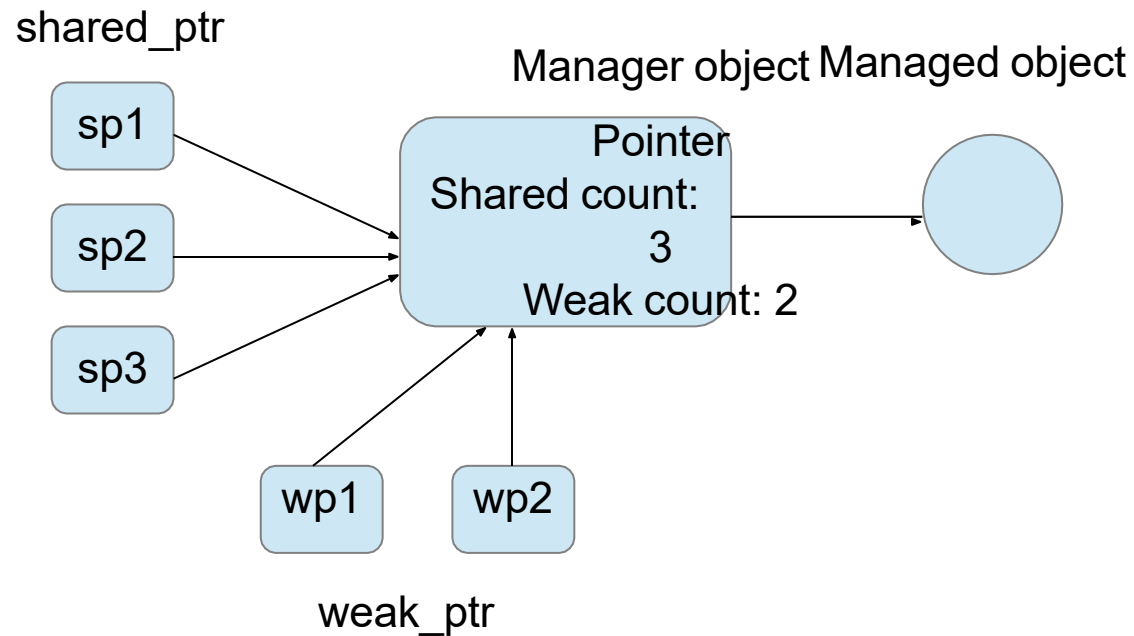 shared_ptr
Manager object
Managed object
sp1
sp2
sp3
Pointer
Shared count:
3
Weak count: 2
wp1
wp2
weak_ptr